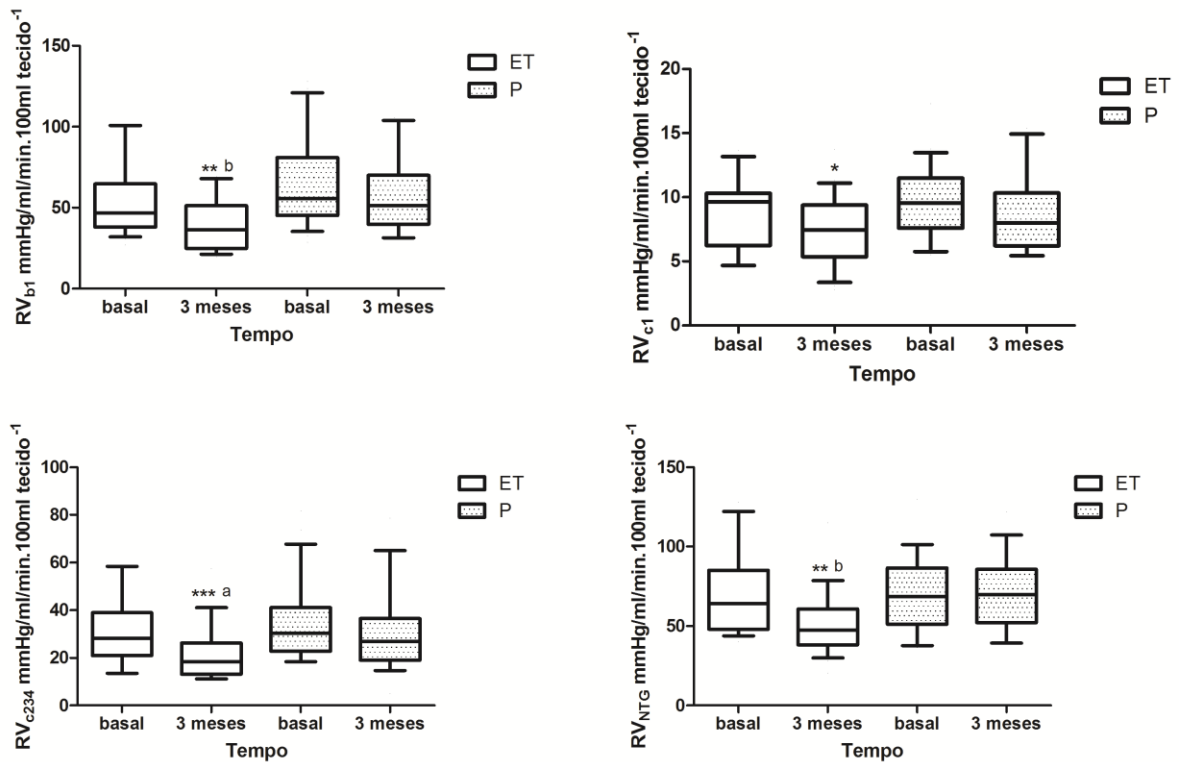 RVb1 mmHg/ml/min.100ml tecido-1
150
100
50
0
** b
basal 3 meses basal 3 meses
Tempo
ET
P
RVc1 mmHg/ml/min.100ml tecido-1
20
15
10
5
0
*
basal 3 meses basal 3 meses
Tempo
ET
P
RVc234 mmHg/ml/min.100ml tecido-1
100
80
60
40
20
0
*** a
basal 3 meses basal 3 meses
Tempo
ET
P
RVNTG mmHg/ml/min.100ml tecido-1
150
100
50
0
** b
basal 3 meses basal 3 meses
Tempo
ET
P